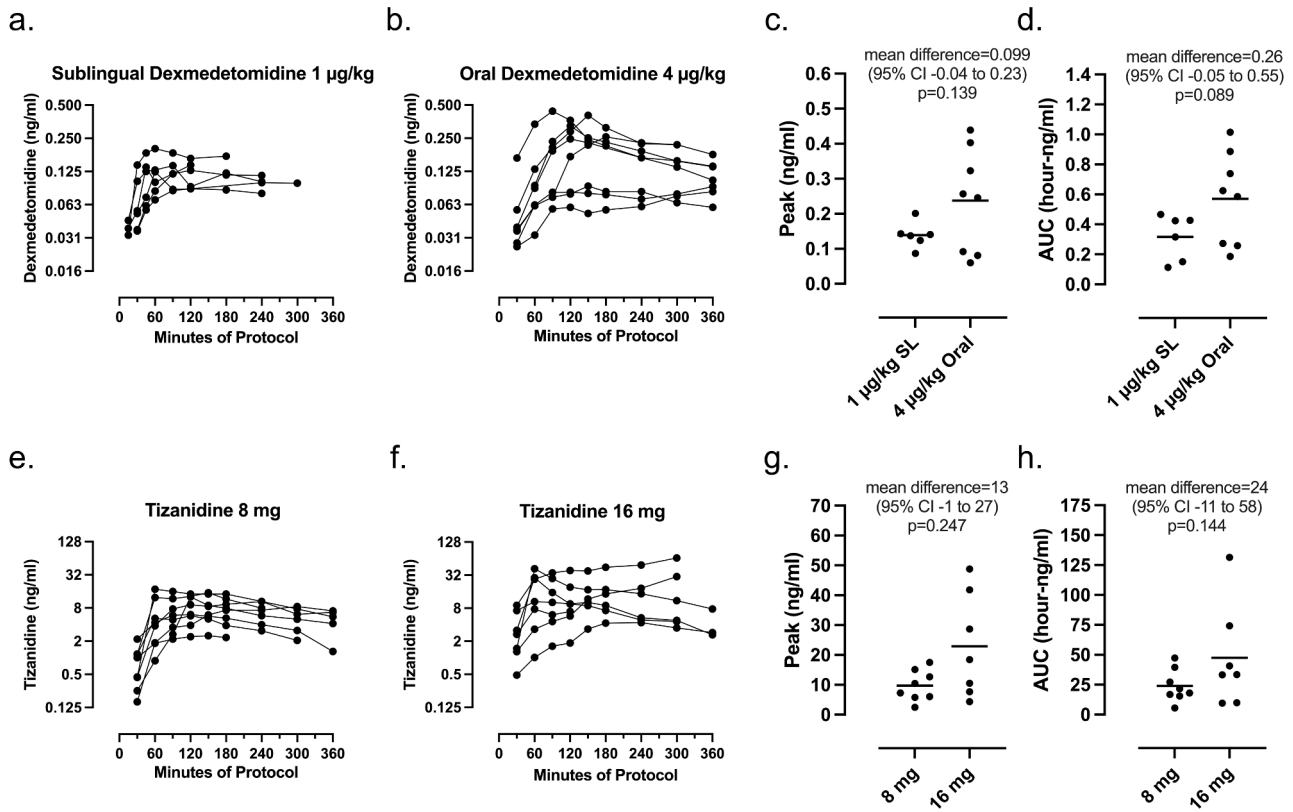 a.
Sublingual Dexmedetomidine 1 µg/kg
Dexmedetomidine (ng/ml)
0.500
0.250
0.125
0.063
0.031
0.016
0 60 120 180 240 300 360
Minutes of Protocol
b.
Oral Dexmedetomidine 4 µg/kg
Dexmedetomidine (ng/ml)
0.500
0.250
0.125
0.063
0.031
0.016
0 60 120 180 240 300 360
Minutes of Protocol
c.
mean difference=0.099
(95% CI -0.04 to 0.23)
p=0.139
Peak (ng/ml)
0.6
0.5
0.4
0.3
0.2
0.1
0.0
1 µg/kg SL
4 µg/kg Oral
d.
mean difference=0.26
(95% CI -0.05 to 0.55)
p=0.089
AUC (hour-ng/ml)
1.4
1.2
1.0
0.8
0.6
0.4
0.2
0.0
1 µg/kg SL
4 µg/kg Oral
e.
Tizanidine 8 mg
Tizanidine (ng/ml)
128
32
8
2
0.5
0.125
0 60 120 180 240 300 360
Minutes of Protocol
f.
Tizanidine 16 mg
Tizanidine (ng/ml)
128
32
8
2
0.5
0.125
0 60 120 180 240 300 360
Minutes of Protocol
g.
mean difference=13
(95% CI -1 to 27)
p=0.247
Peak (ng/ml)
70
60
50
40
30
20
10
0
8 mg
16 mg
h.
mean difference=24
(95% CI -11 to 58)
p=0.144
AUC (hour-ng/ml)
175
150
125
100
75
50
25
0
8 mg
16 mg